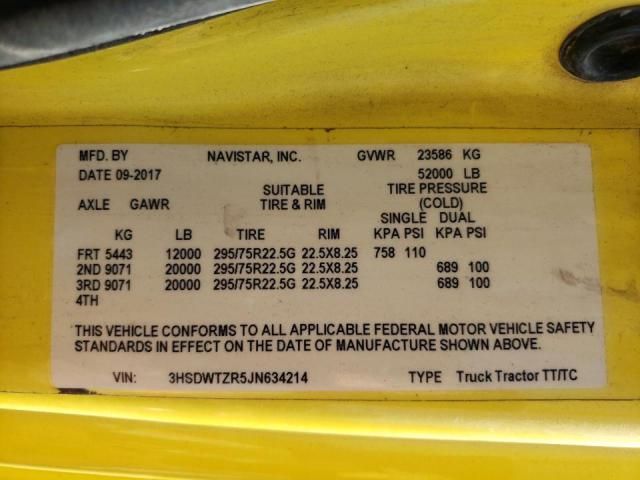 MFD. BY NAVISTAR, INC. GVWR 23586 KG
DATE 09-2017 52000 LB
SUITABLE TIRE PRESSURE
AXLE GAWR TIRE & RIM (COLD)
SINGLE DUAL
KG LB TIRE RIM KPA PSI KPA PSI
FRT 5443 12000 295/75R22.5G 22.5X8.25 758 110
2ND 9071 20000 295/75R22.5G 22.5X8.25 689 100
3RD 9071 20000 295/75R22.5G 22.5X8.25 689 100
4TH
THIS VEHICLE CONFORMS TO ALL APPLICABLE FEDERAL MOTOR VEHICLE SAFETY
STANDARDS IN EFFECT ON THE DATE OF MANUFACTURE SHOWN ABOVE.
VIN: 3HSDWTZR5JN634214 TYPE Truck Tractor TT/TC